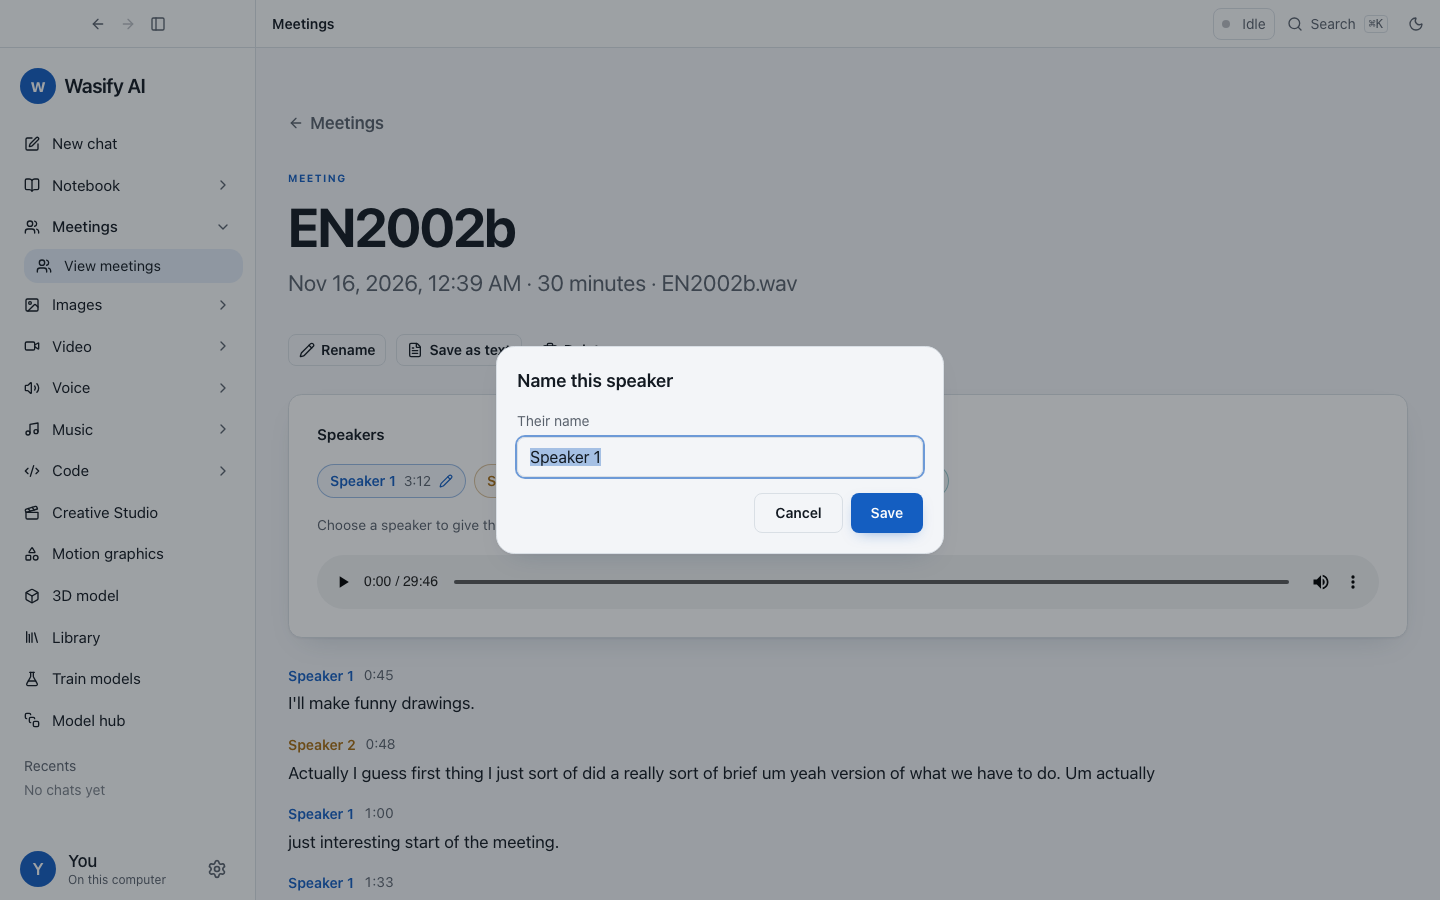 Meetings
Idle
Search ⌘K
W Wasify AI
New chat
Notebook
Meetings
View meetings
Images
Video
Voice
Music
Code
Creative Studio
Motion graphics
3D model
Library
Train models
Model hub
Recents
No chats yet
Y You
On this computer
Meetings
MEETING
EN2002b
Nov 16, 2026, 12:39 AM · 30 minutes · EN2002b.wav
Rename
Save as text
Name this speaker
Their name
Speaker 1
Cancel
Save
Speakers
Speaker 1 3:12
Choose a speaker to give th
0:00 / 29:46
Speaker 1 0:45
I'll make funny drawings.
Speaker 2 0:48
Actually I guess first thing I just sort of did a really sort of brief um yeah version of what we have to do. Um actually
Speaker 1 1:00
just interesting start of the meeting.
Speaker 1 1:33